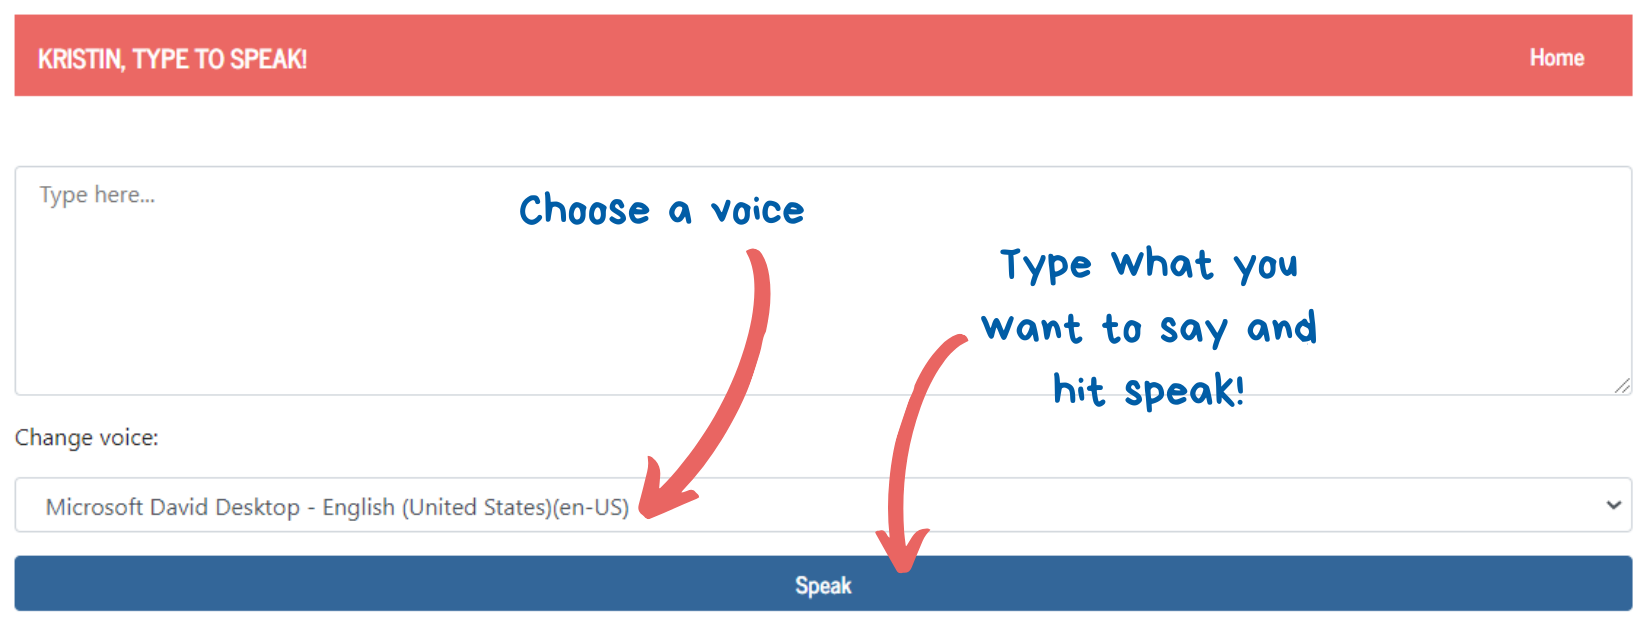 KRISTIN, TYPE TO SPEAK!
Home
Type here...
Choose a voice
Type what you
want to say and
hit speak!
Change voice:
Microsoft David Desktop - English (United States)(en-US)
Speak